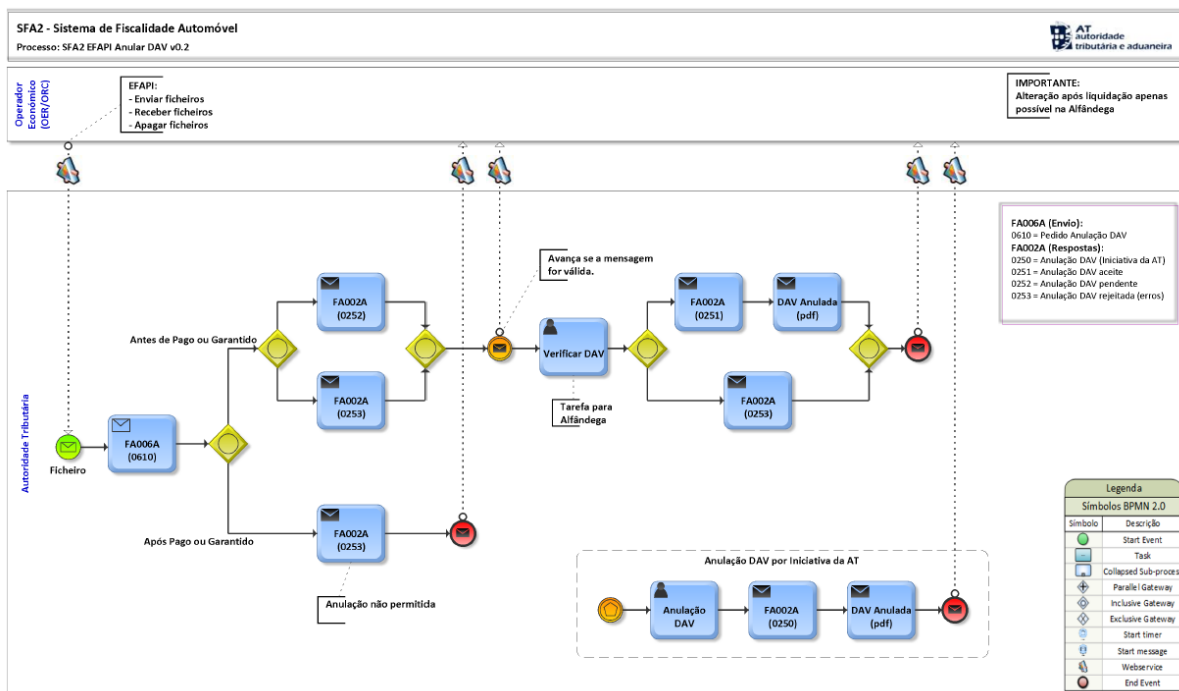 SFA2 - Sistema de Fiscalidade Automóvel
Processo: SFA2 EFAPI Anular DAV v0.2
AT
autoridade
tributária e aduaneira
Operador
Económico
(OER/ORC)
EFAPI:
- Enviar ficheiros
- Receber ficheiros
- Apagar ficheiros
IMPORTANTE:
Alteração após liquidação apenas
possível na Alfândega
Autoridade Tributária
FA006A (Envio):
0610 = Pedido Anulação DAV
FA002A (Respostas):
0250 = Anulação DAV (Iniciativa da AT)
0251 = Anulação DAV aceite
0252 = Anulação DAV pendente
0253 = Anulação DAV rejeitada (erros)
Avança se a mensagem
for válida.
Antes de Pago ou Garantido
FA002A
(0252)
FA002A
(0253)
Verificar DAV
Tarefa para
Alfândega
FA002A
(0251)
DAV Anulada
(pdf)
FA002A
(0253)
Ficheiro
FA006A
(0610)
Após Pago ou Garantido
FA002A
(0253)
Anulação não permitida
Anulação DAV por Iniciativa da AT
Anulação
DAV
FA002A
(0250)
DAV Anulada
(pdf)
Legenda
Símbolos BPMN 2.0
Símbolo Descrição
Start Event
Task
Collapsed Sub-proces
Parallel Gateway
Inclusive Gateway
Exclusive Gateway
Start timer
Start message
Webservice
End Event